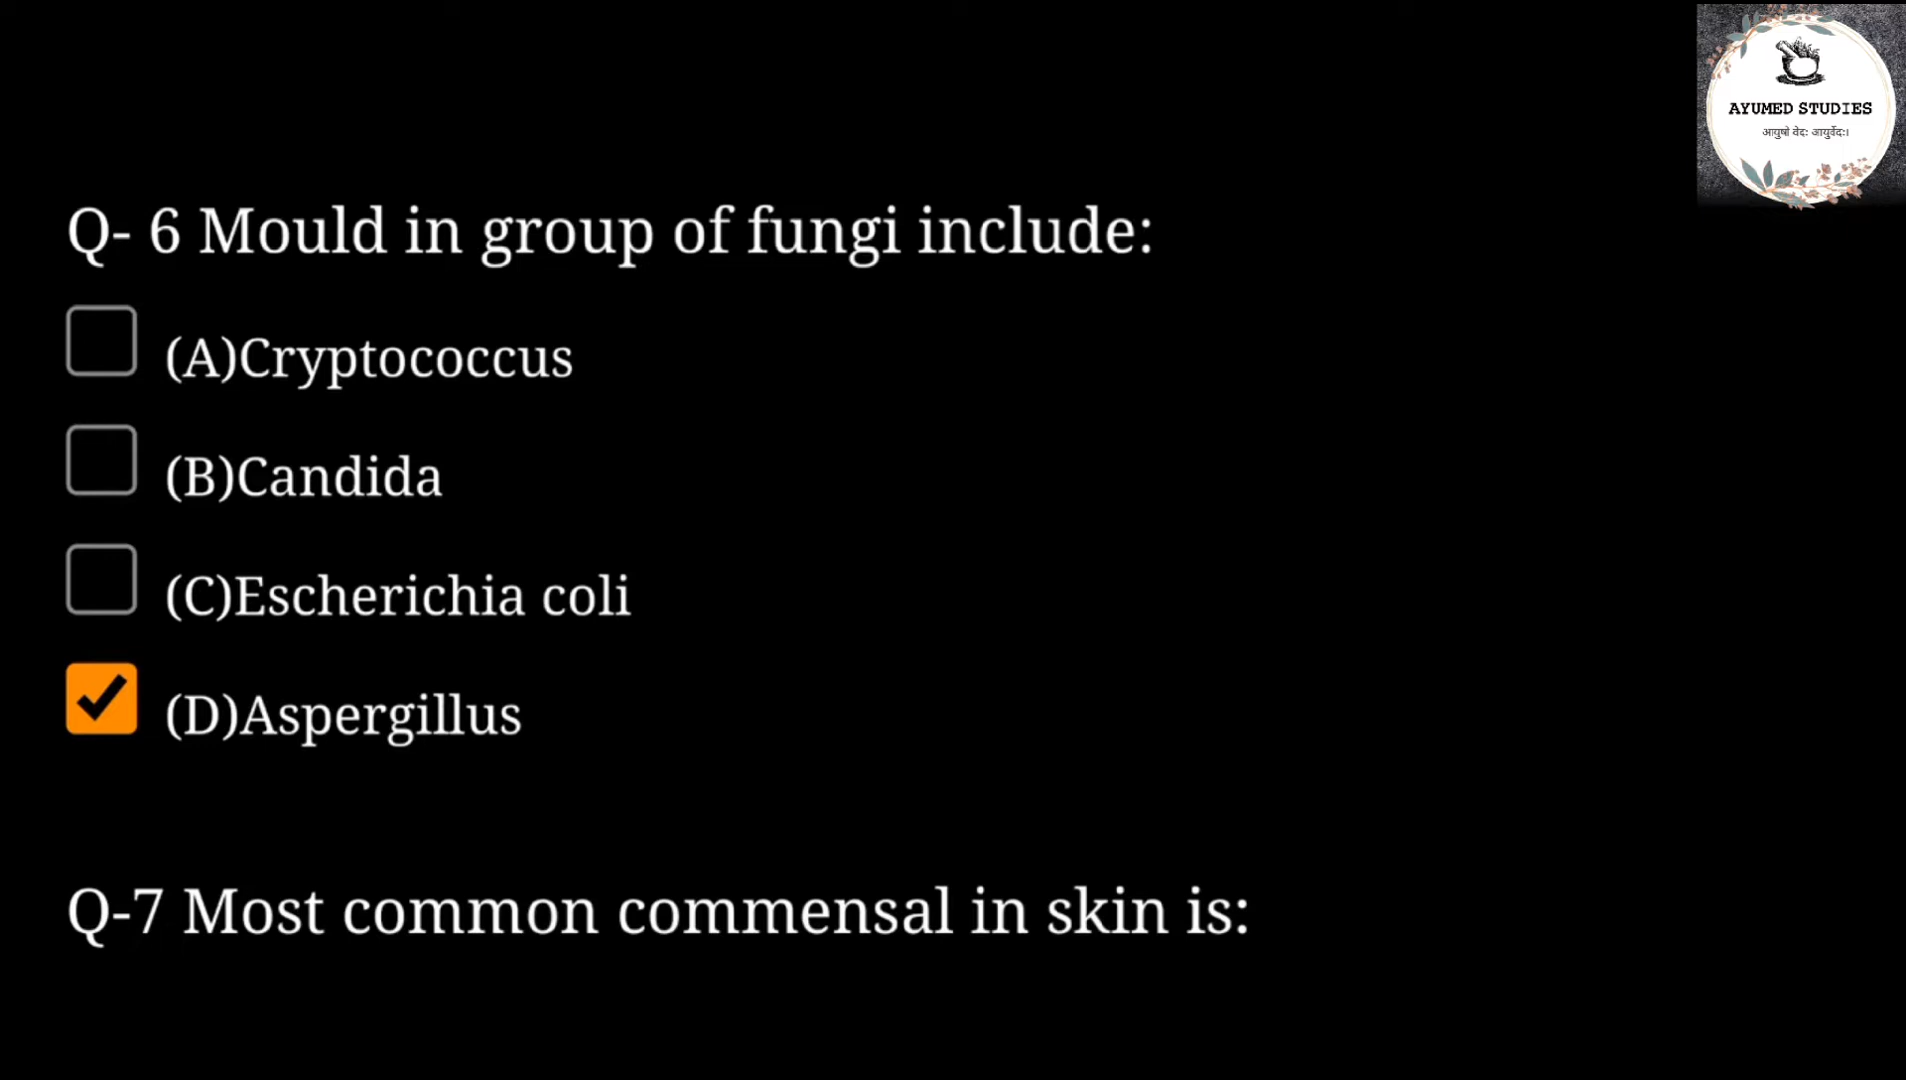 AYUMED STUDIES
आयुषो वेदः आयुर्वेदः।
Q- 6 Mould in group of fungi include:
(A)Cryptococcus
(B)Candida
(C)Escherichia coli
(D)Aspergillus
Q-7 Most common commensal in skin is: